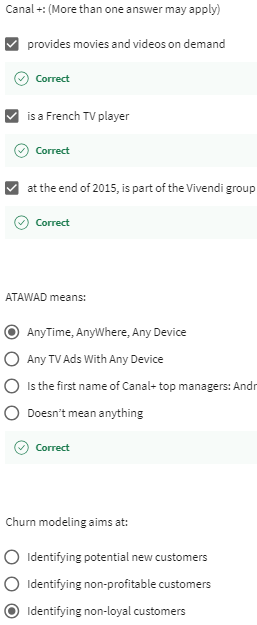 Canal +: (More than one answer may apply)
provides movies and videos on demand
Correct
is a French TV player
Correct
at the end of 2015, is part of the Vivendi group
Correct
ATAWAD means:
AnyTime, AnyWhere, Any Device
Any TV Ads With Any Device
Is the first name of Canal+ top managers: Andr
Doesn't mean anything
Correct
Churn modeling aims at:
Identifying potential new customers
Identifying non-profitable customers
Identifying non-loyal customers